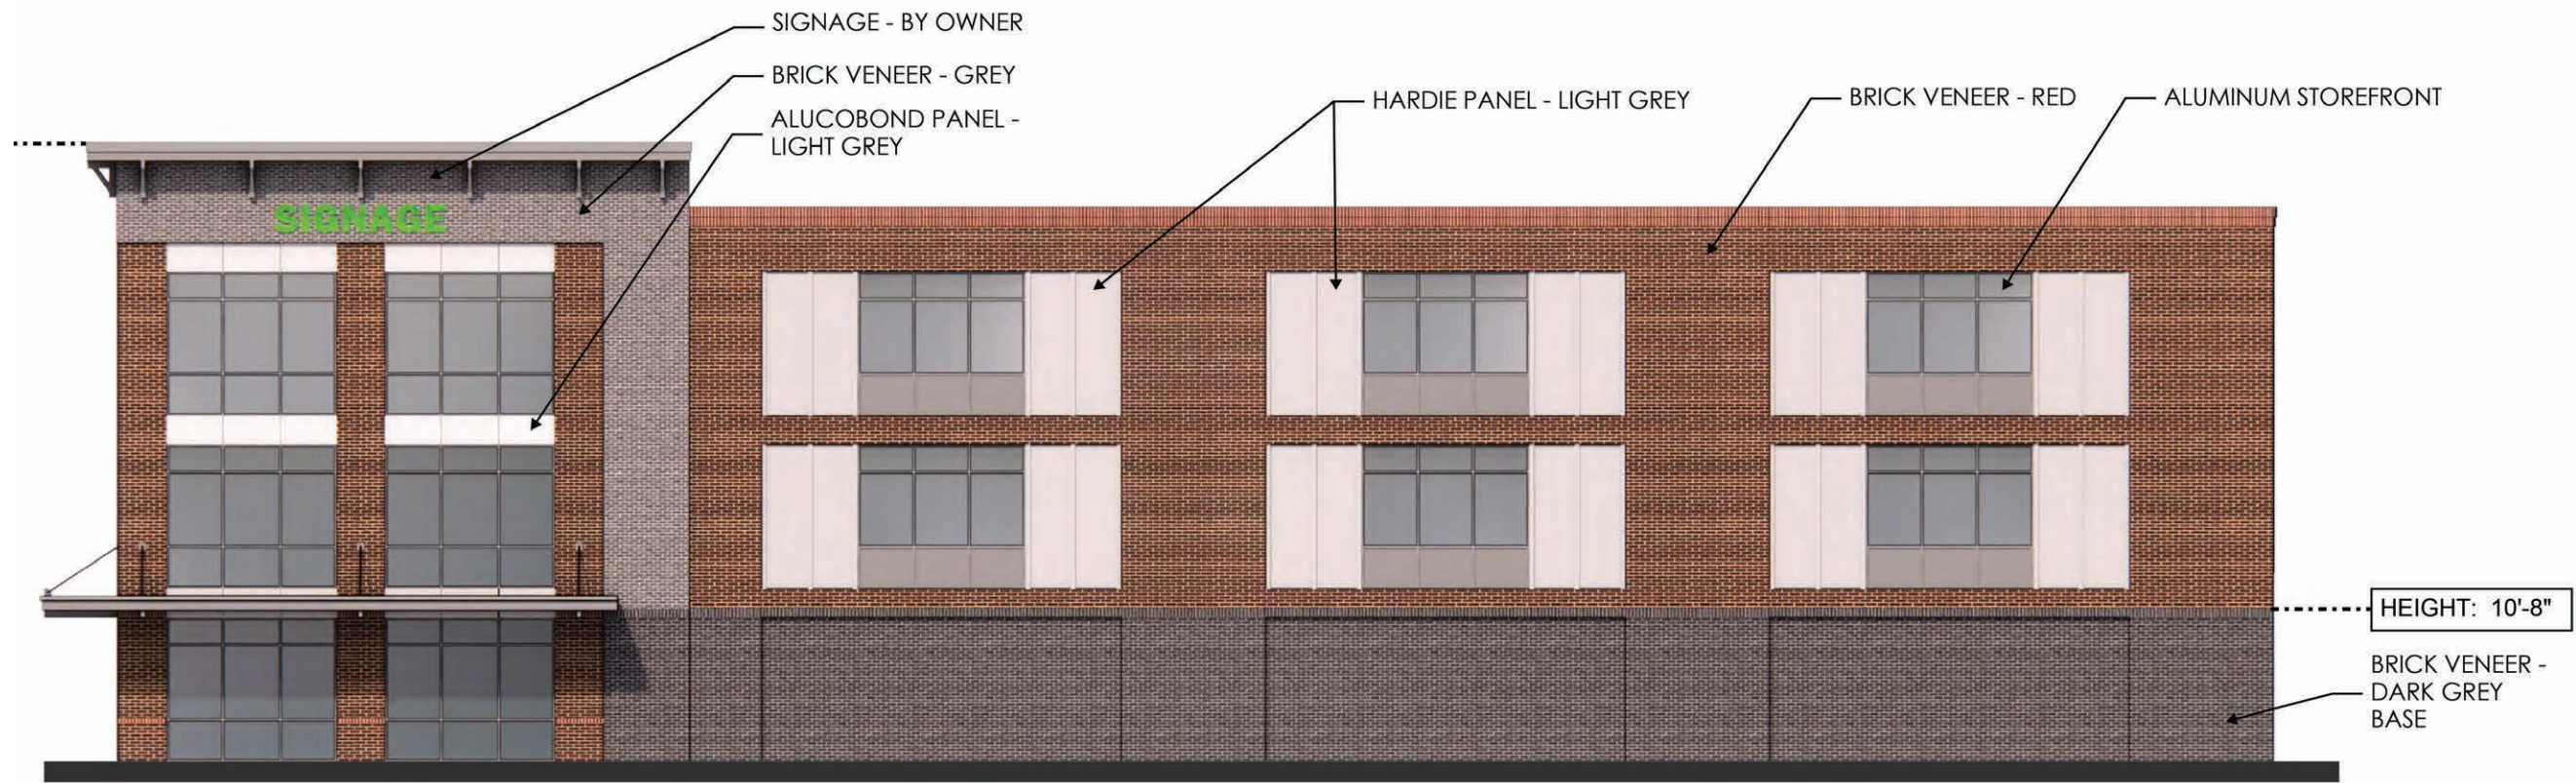 SIGNAGE - BY OWNER
BRICK VENEER - GREY
ALUCOBOND PANEL -
LIGHT GREY
HARDIE PANEL - LIGHT GREY
BRICK VENEER - RED
ALUMINUM STOREFRONT
SIGNAGE
HEIGHT: 10'-8"
BRICK VENEER -
DARK GREY
BASE